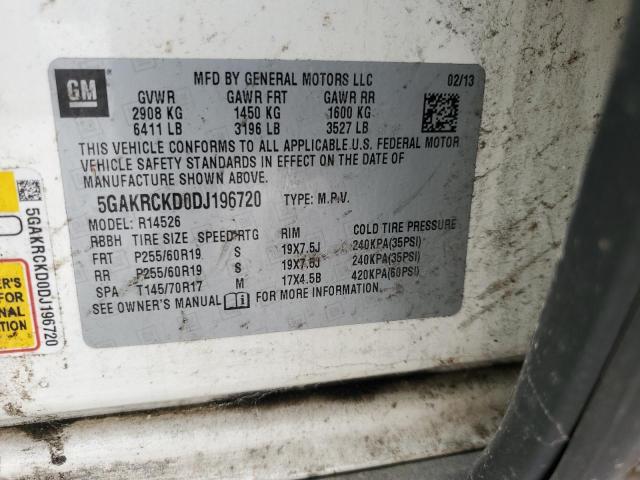 GM
MFD BY GENERAL MOTORS LLC 02/13
GVWR GAWR FRT GAWR RR
2908 KG 1450 KG 1600 KG
6411 LB 3196 LB 3527 LB
THIS VEHICLE CONFORMS TO ALL APPLICABLE U.S. FEDERAL MOTOR
VEHICLE SAFETY STANDARDS IN EFFECT ON THE DATE OF
MANUFACTURE SHOWN ABOVE.
5GAKRCKD0DJ196720 TYPE: M.P.V.
MODEL: R14526
RBBH TIRE SIZE SPEED RTG RIM COLD TIRE PRESSURE
FRT P255/60R19 S 19X7.5J 240KPA(35PSI)
RR P255/60R19 S 19X7.5J 240KPA(35PSI)
SPA T145/70R17 M 17X4.5B 420KPA(60PSI)
SEE OWNER'S MANUAL FOR MORE INFORMATION.
5GAKRCKD0DJ196720
ER'S
FOR
NAL
TION